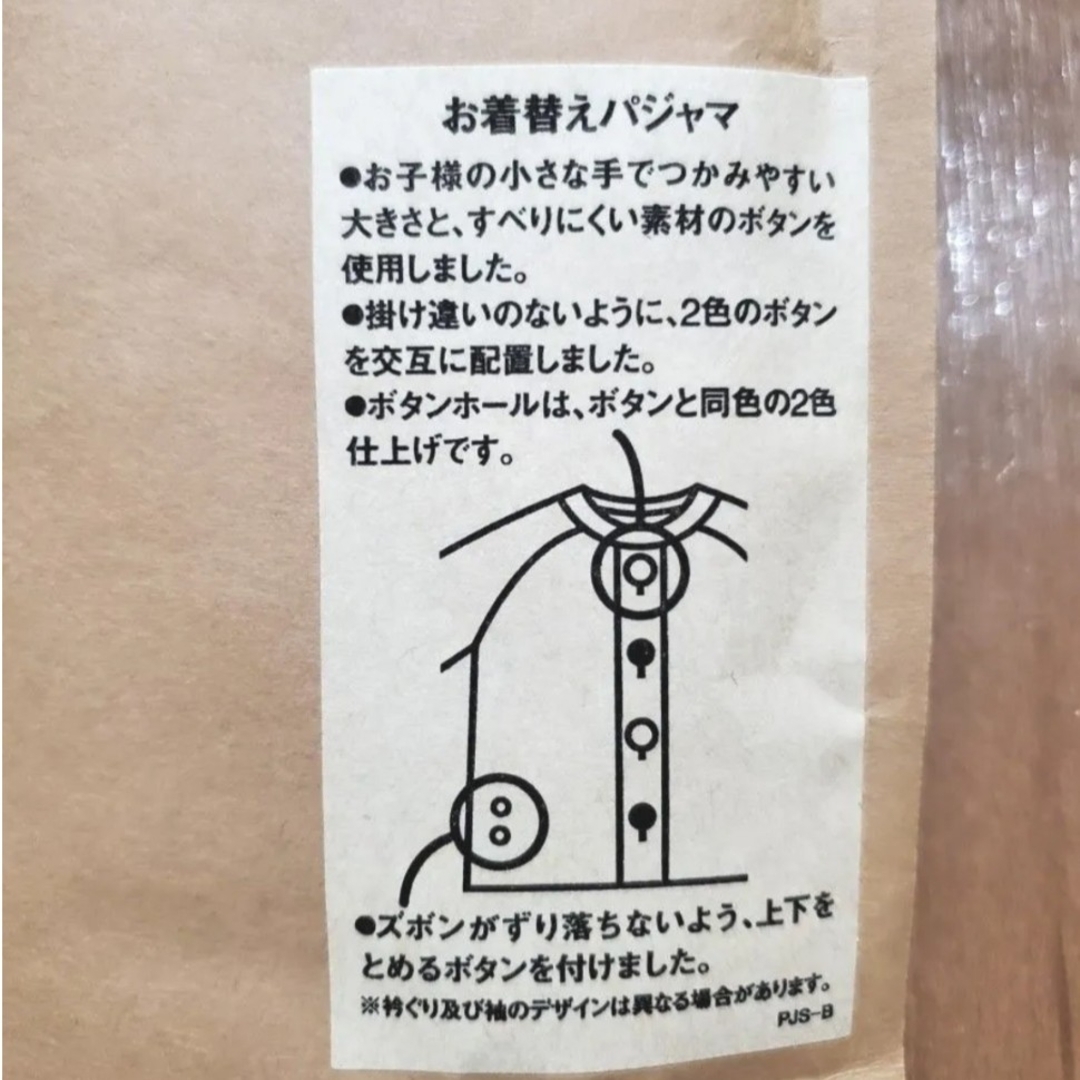 お着替えパジャマ
●お子様の小さな手でつかみやすい
大きさと、すべりにくい素材のボタンを
使用しました。
●掛け違いのないように、2色のボタン
を交互に配置しました。
●ボタンホールは、ボタンと同色の2色
仕上げです。
●ズボンがずり落ちないよう、上下を
とめるボタンを付けました。
※衿ぐり及び袖のデザインは異なる場合があります。
PJS-B